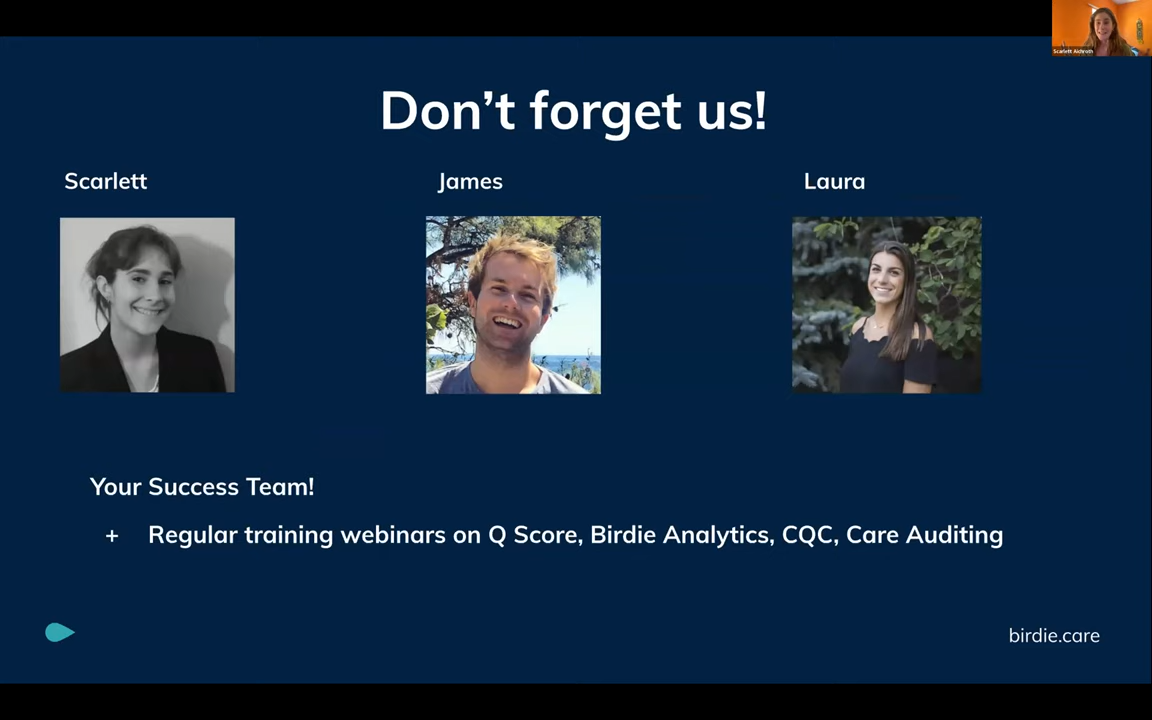 Don't forget us!
Scarlett
James
Laura
Your Success Team!
+ Regular training webinars on Q Score, Birdie Analytics, CQC, Care Auditing
birdie.care